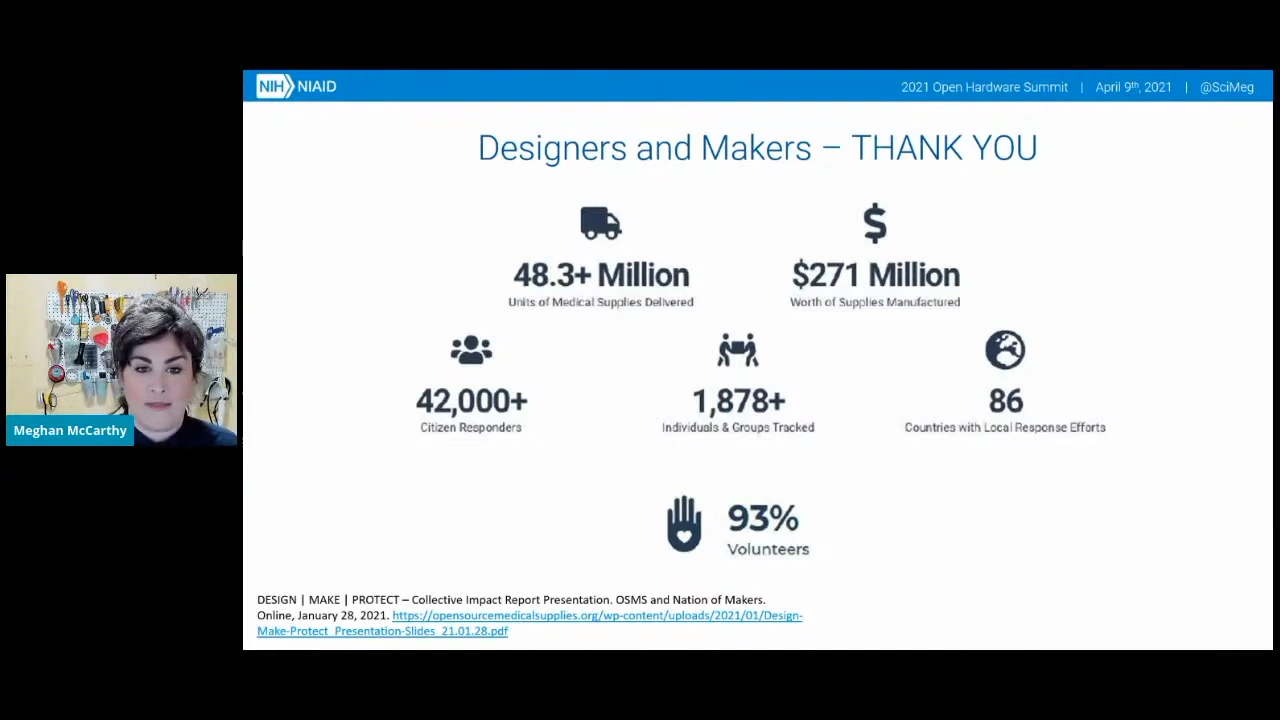 NIH NIAID
2021 Open Hardware Summit | April 9th, 2021 | @SciMeg
Designers and Makers – THANK YOU
48.3+ Million
Units of Medical Supplies Delivered
$271 Million
Worth of Supplies Manufactured
42,000+
Citizen Responders
1,878+
Individuals & Groups Tracked
86
Countries with Local Response Efforts
93%
Volunteers
Meghan McCarthy
DESIGN | MAKE | PROTECT – Collective Impact Report Presentation. OSMS and Nation of Makers.
Online, January 28, 2021. https://opensourcemedicalsupplies.org/wp-content/uploads/2021/01/Design-
Make-Protect_Presentation-Slides_21.01.28.pdf